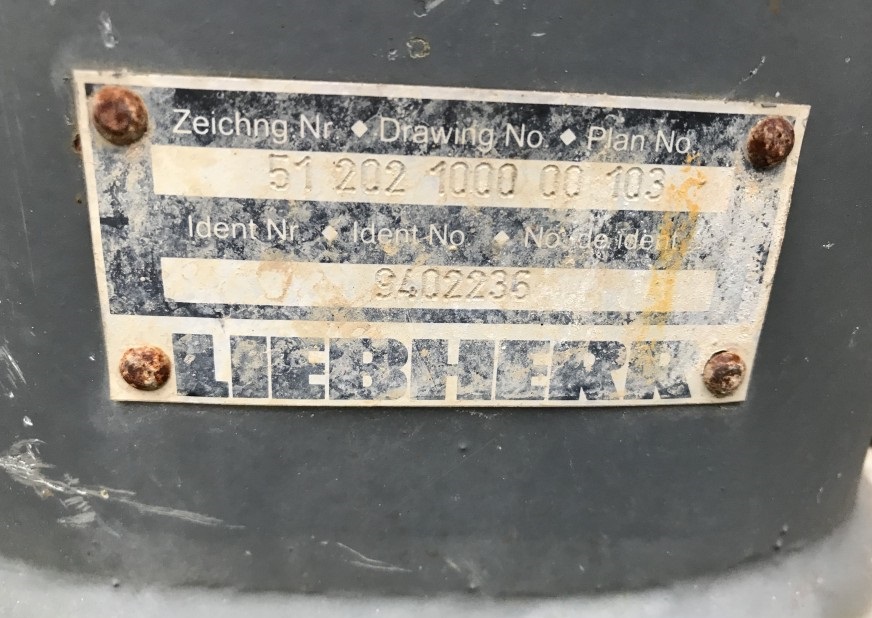 Zeichng.Nr. ◆ Drawing No. ◆ Plan No.
51 202 1000 00 103
Ident Nr. ◆ Ident No. ◆ No. de ident.
9402236
LIEBHERR